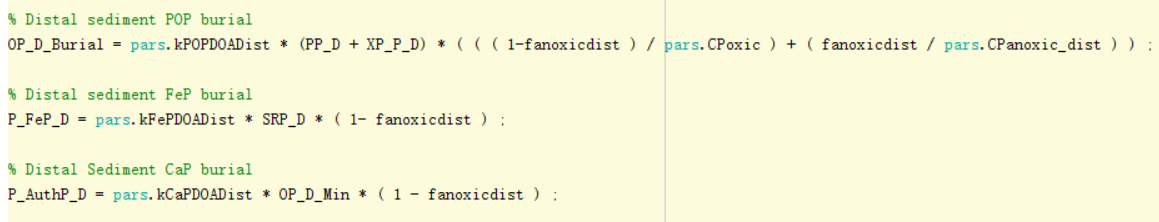 % Distal sediment POP burial
OP_D_Burial = pars.kPOPDOADist * (PP_D + XP_P_D) * ( ( ( 1-fanoxicdist ) / pars.CPoxic ) + ( fanoxicdist / pars.CPanoxic_dist ) ) ;
% Distal sediment FeP burial
P_FeP_D = pars.kFePDOADist * SRP_D * ( 1- fanoxicdist ) ;
% Distal Sediment CaP burial
P_AuthP_D = pars.kCaPDOADist * OP_D_Min * ( 1 - fanoxicdist ) ;